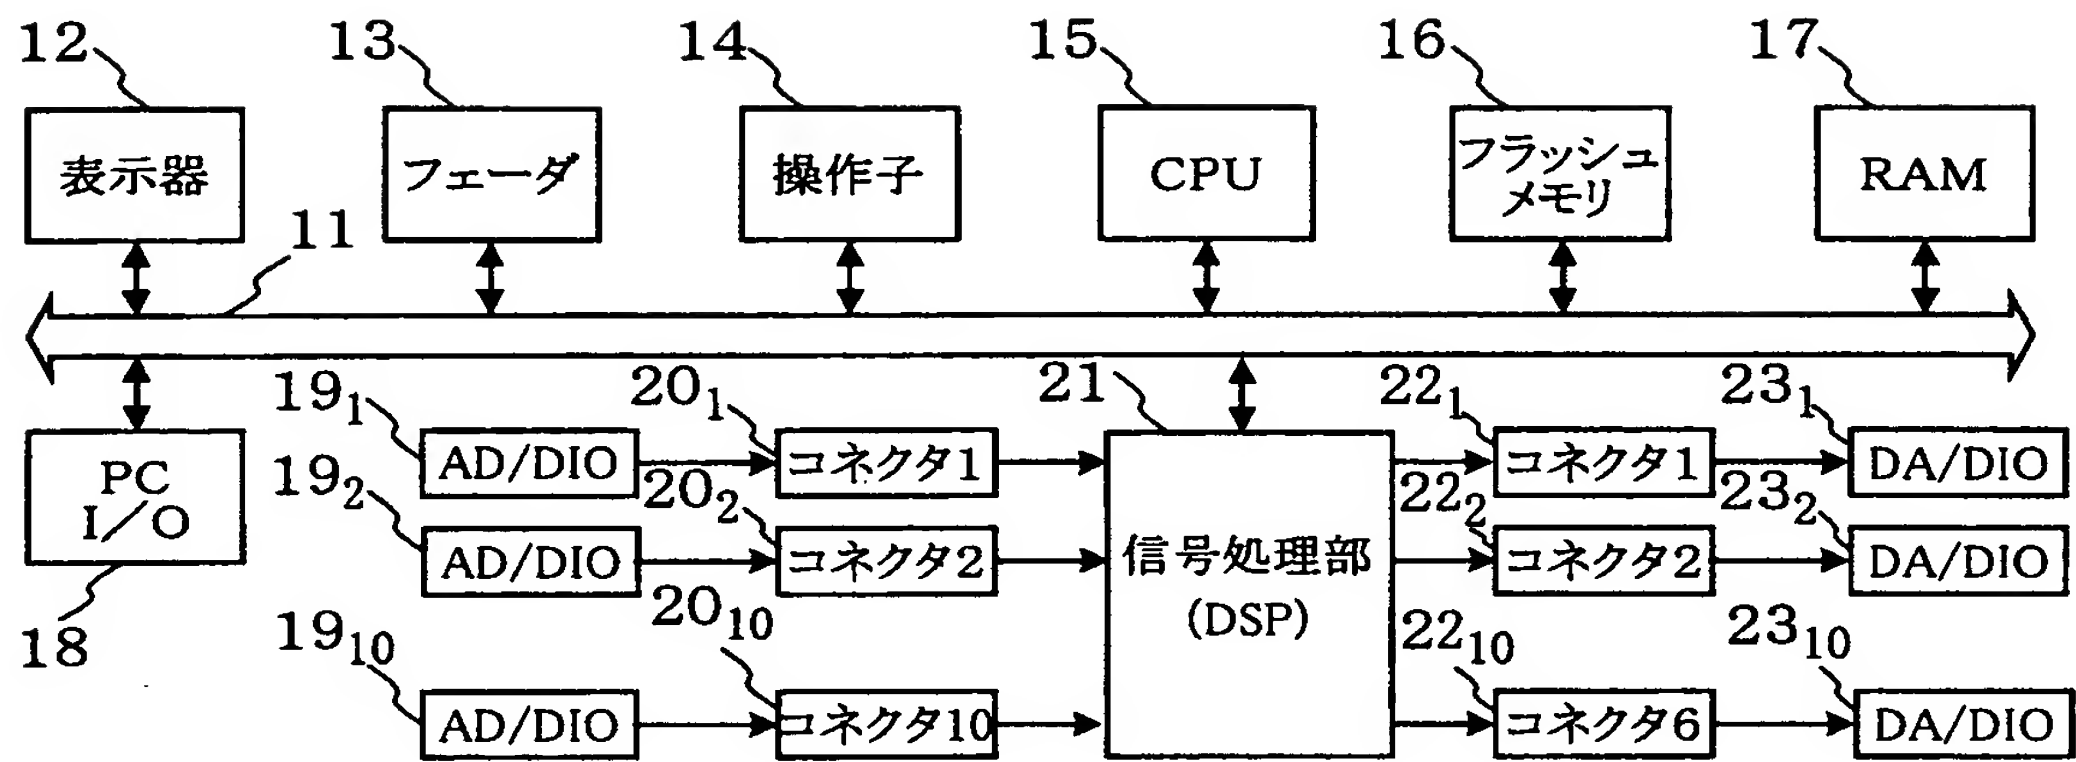 12 13 14 15 16 17
表示器 フェーダ 操作子 CPU フラッシュ RAM
メモリ
11
19₁ 20₁ 21 22₁ 23₁
PC AD/DIO コネクタ1 コネクタ1 DA/DIO
I/O 19₂ 20₂ 22₂ 23₂
AD/DIO コネクタ2 信号処理部 コネクタ2 DA/DIO
(DSP)
18 19₁₀ 20₁₀ 22₁₀ 23₁₀
AD/DIO コネクタ10 コネクタ6 DA/DIO